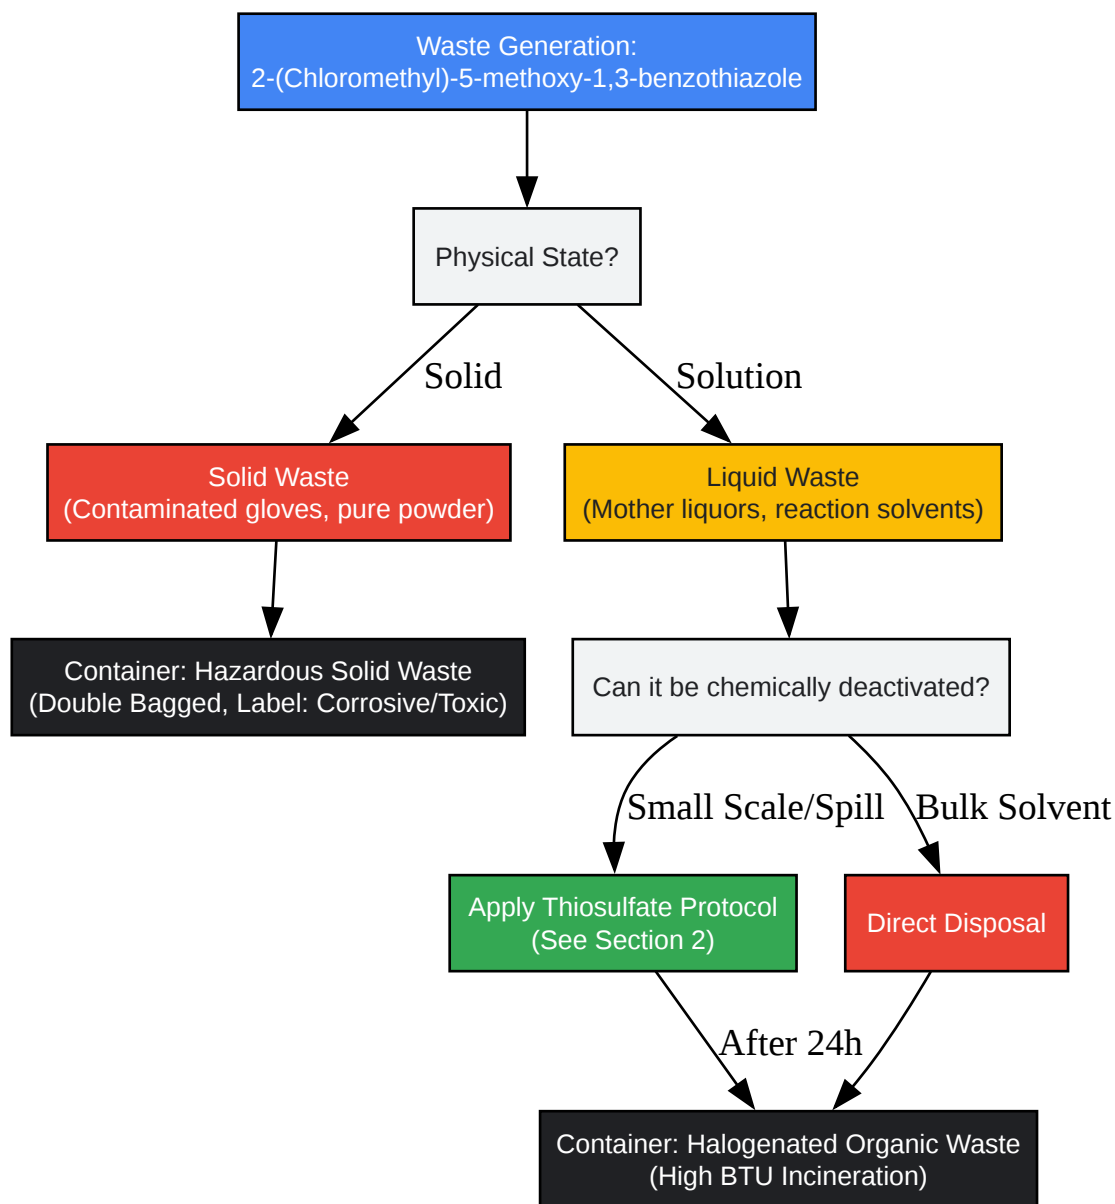 Waste Generation:
2-(Chloromethyl)-5-methoxy-1,3-benzothiazole
Physical State?
Solid
Solution
Solid Waste
(Contaminated gloves, pure powder)
Liquid Waste
(Mother liquors, reaction solvents)
Container: Hazardous Solid Waste
(Double Bagged, Label: Corrosive/Toxic)
Can it be chemically deactivated?
Small Scale/Spill
Bulk Solvent
Apply Thiosulfate Protocol
(See Section 2)
Direct Disposal
After 24h
Container: Halogenated Organic Waste
(High BTU Incineration)